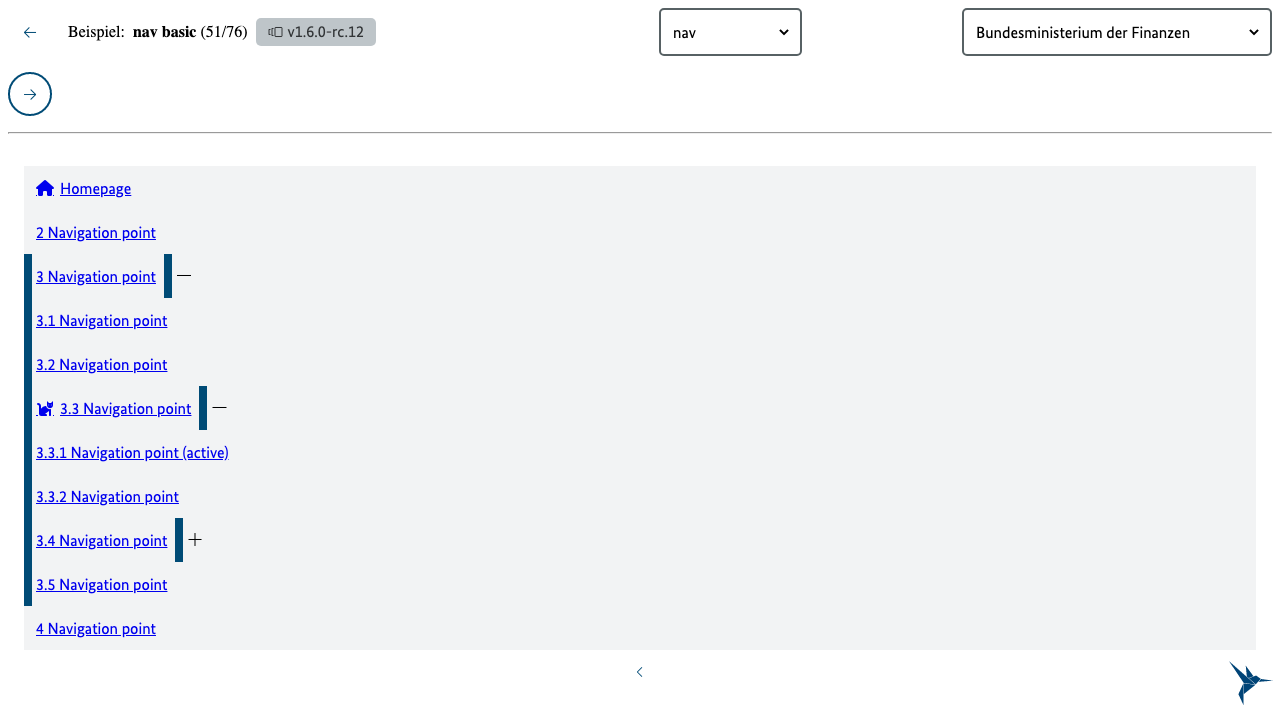 Beispiel: nav basic (51/76) v1.6.0-rc.12 nav Bundesministerium der Finanzen
Homepage
2 Navigation point
3 Navigation point
3.1 Navigation point
3.2 Navigation point
3.3 Navigation point
3.3.1 Navigation point (active)
3.3.2 Navigation point
3.4 Navigation point
3.5 Navigation point
4 Navigation point